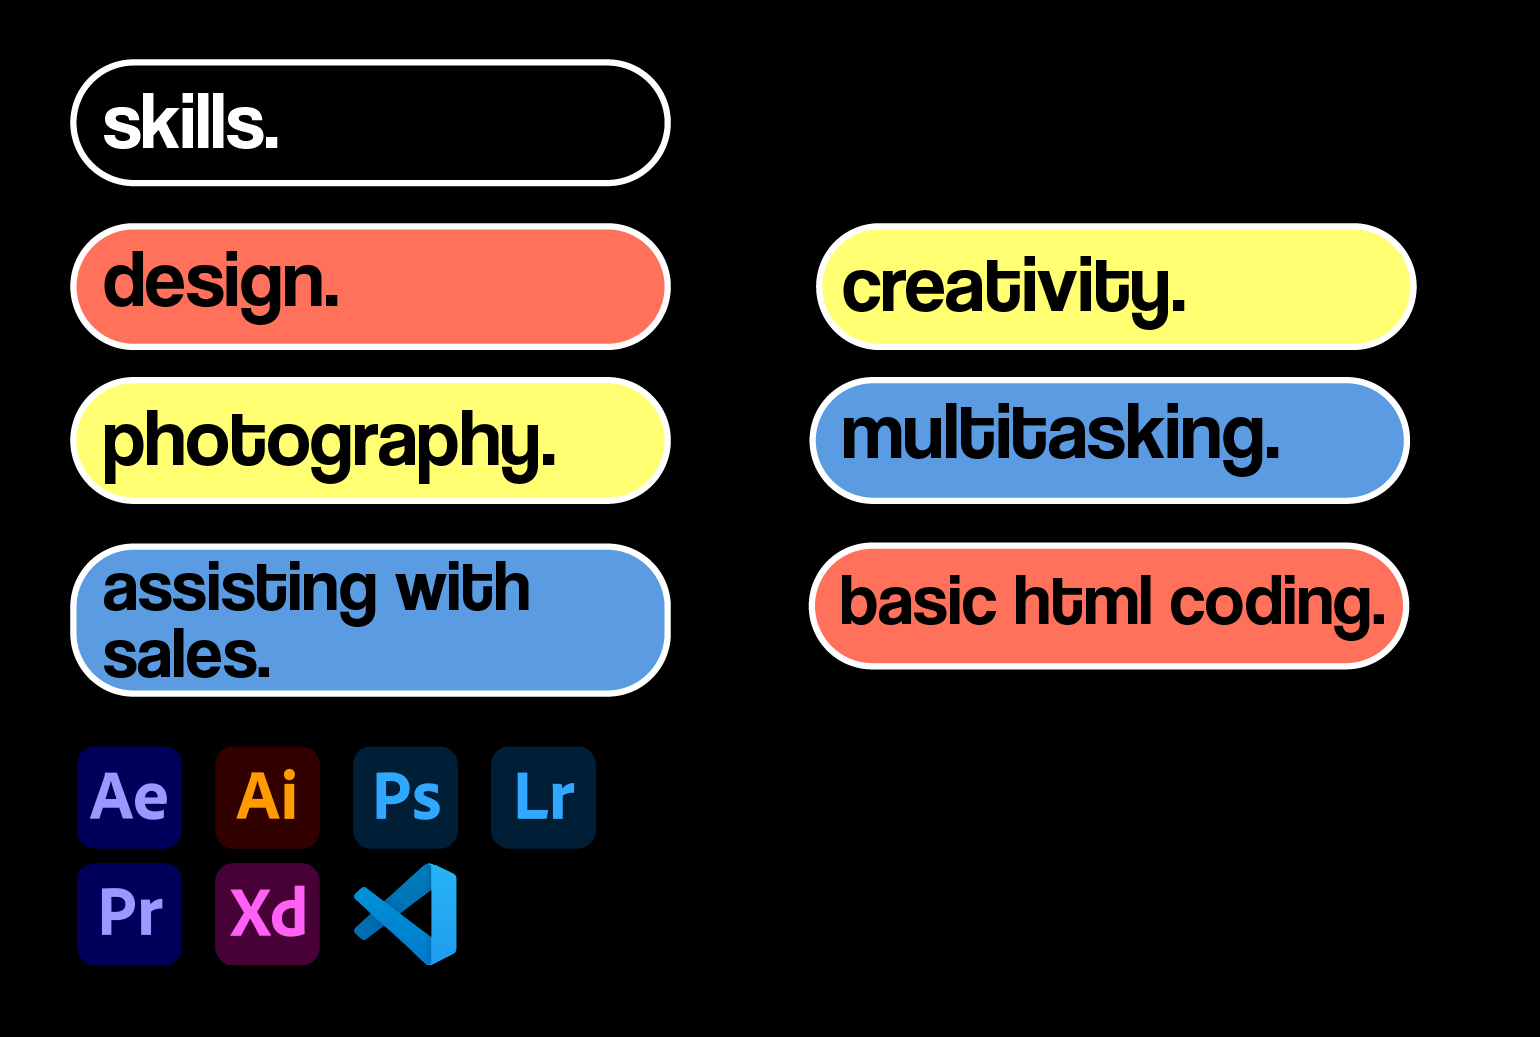 skills.
design.
photography.
assisting with
sales.
creativity.
multitasking.
basic html coding.
Ae Ai Ps Lr
Pr Xd